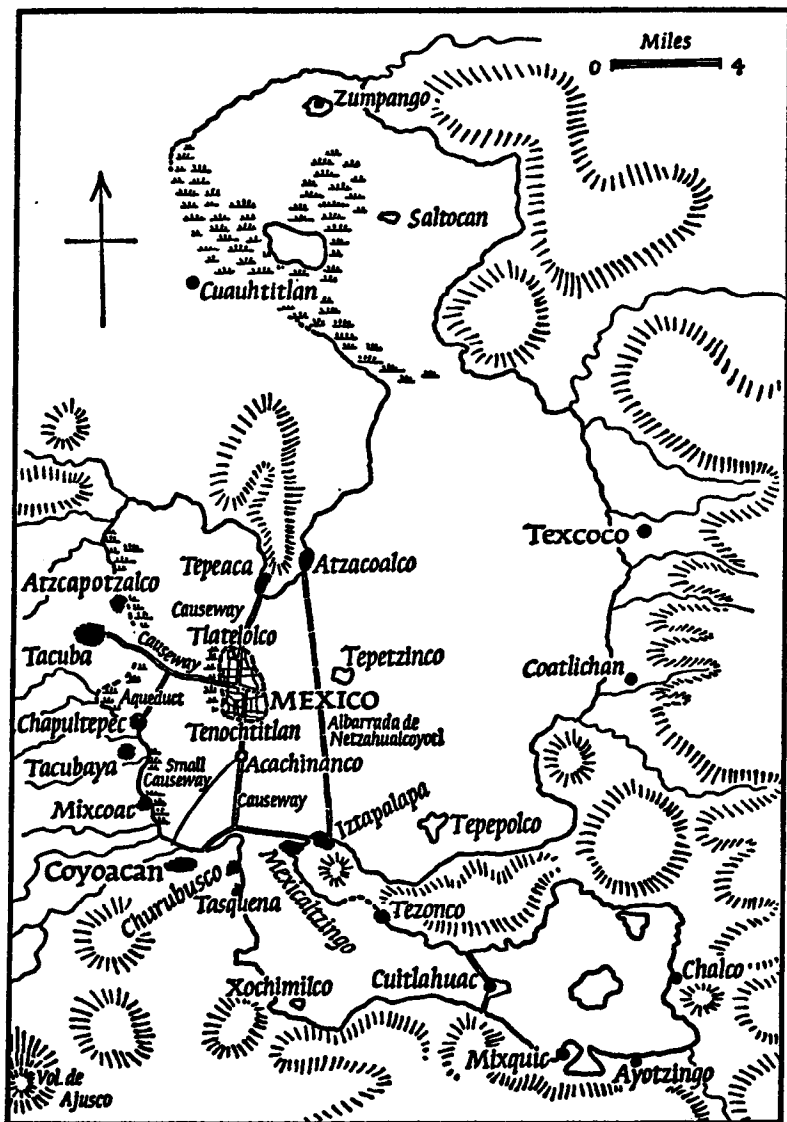 Miles
0 4
Zumpango
Saltocan
Cuauhtitlan
Texcoco
Tepeaca
Atzacoalco
Atzcapotzalco
Causeway
Tlatelolco
Causeway
Tacuba
Tepetzinco
Coatlichan
Aqueduct
MEXICO
Chapultepec
Tenochtitlan
Albarrada de
Netzahualcoyotl
Tacubaya
Small
Causeway
Acachinanco
Mixcoac
Causeway
Iztapalapa
Tepepolco
Coyoacan
Churubusco
Mexicaltzingo
Tasquena
Tezonco
Xochimilco
Cuitlahuac
Chalco
Mixquic
Ayotzingo
Vol. de
Ajusco